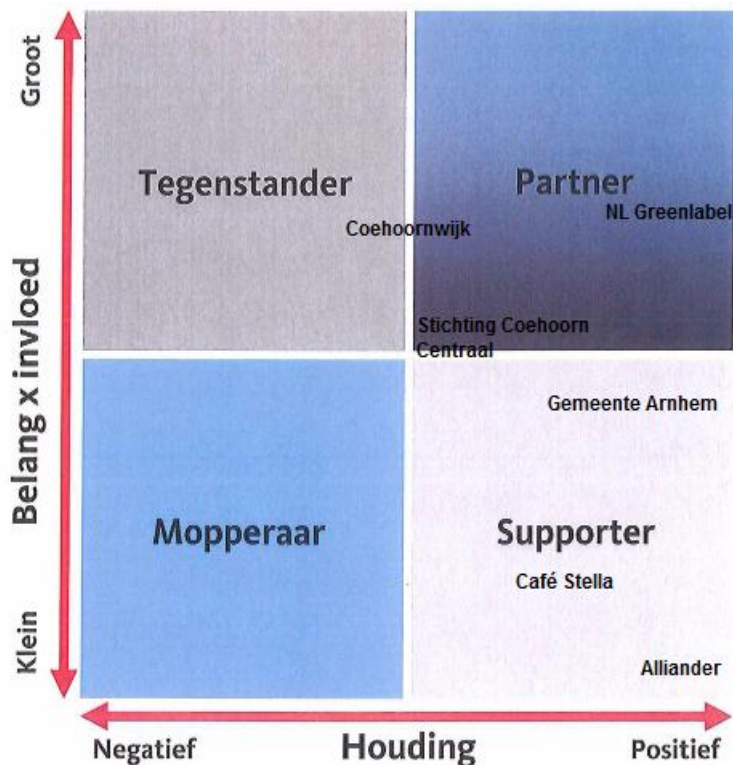 Groot
Tegenstander
Partner
NL Greenlabel
Coehoornwijk
Stichting Coehoorn
Centraal
Belang x invloed
Gemeente Arnhem
Mopperaar
Supporter
Café Stella
Klein
Alliander
Negatief
Houding
Positief